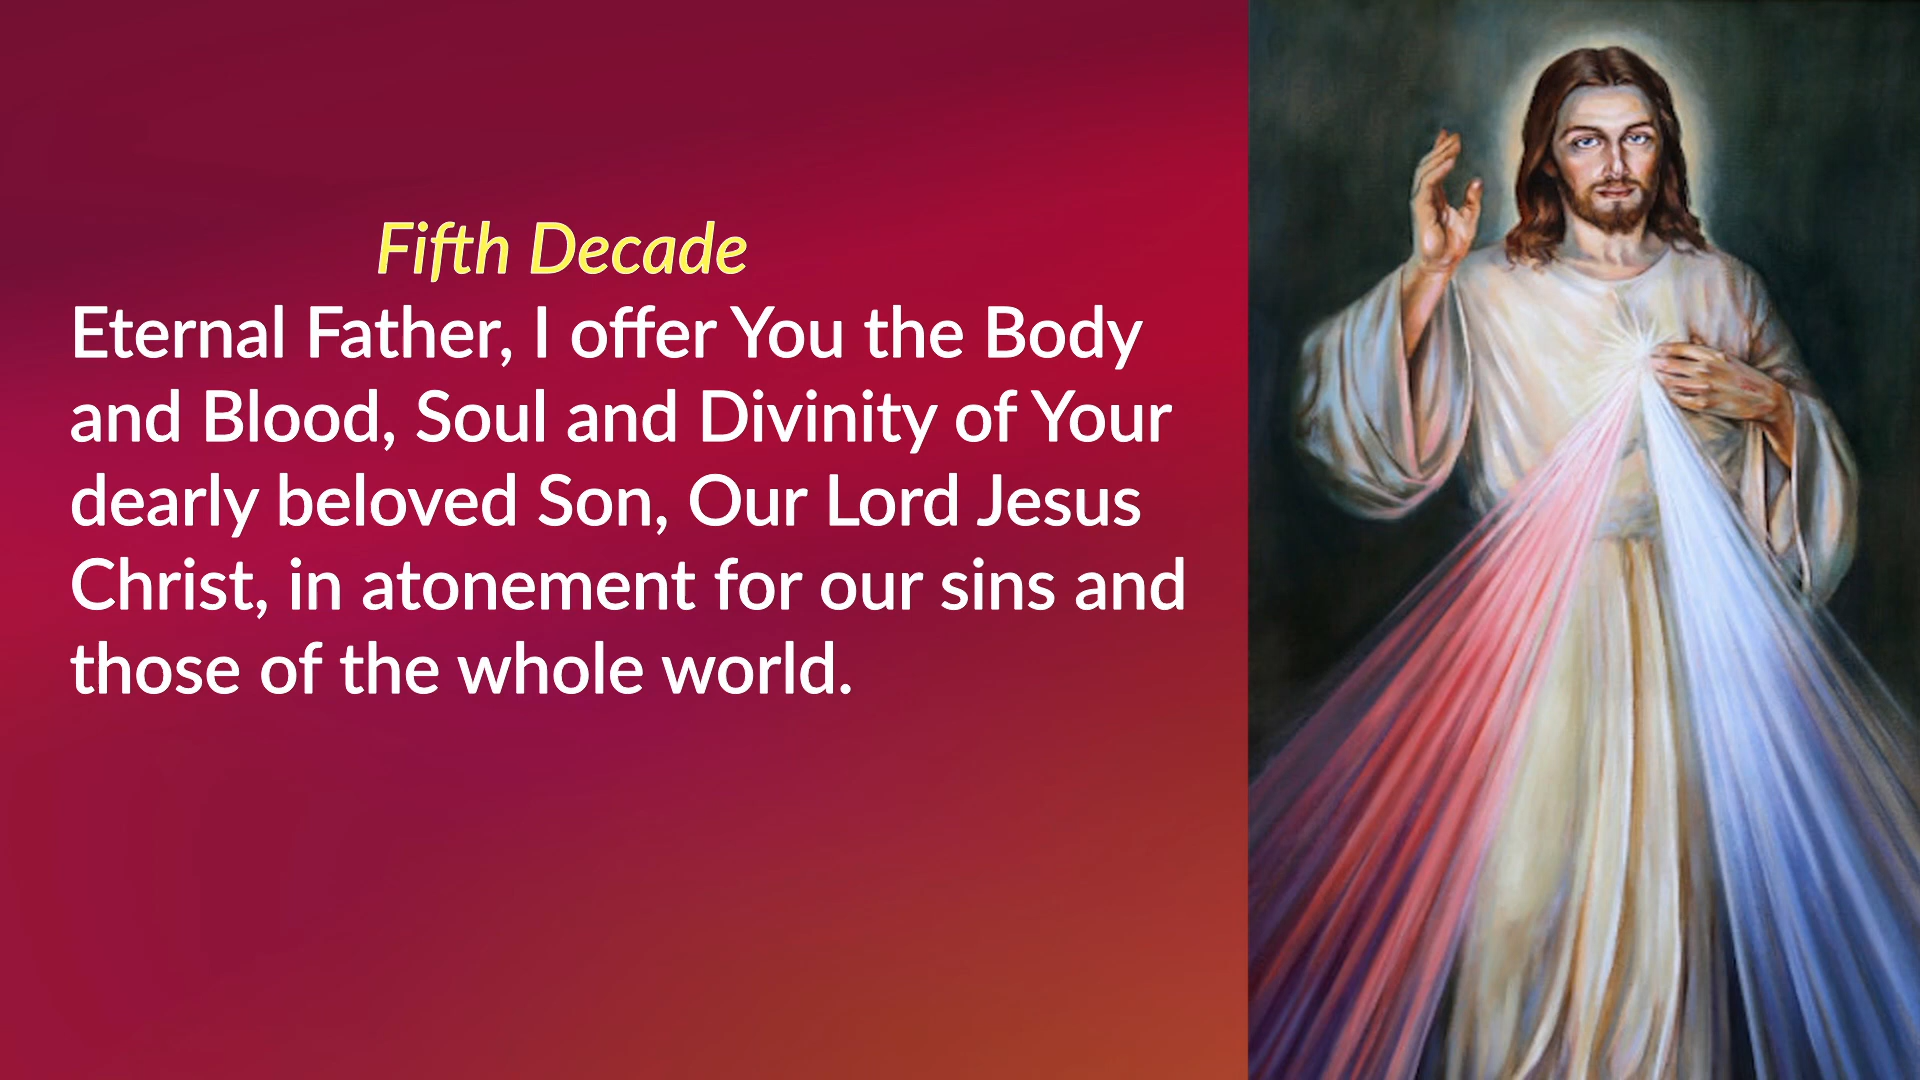 Fifth Decade
Eternal Father, I offer You the Body
and Blood, Soul and Divinity of Your
dearly beloved Son, Our Lord Jesus
Christ, in atonement for our sins and
those of the whole world.